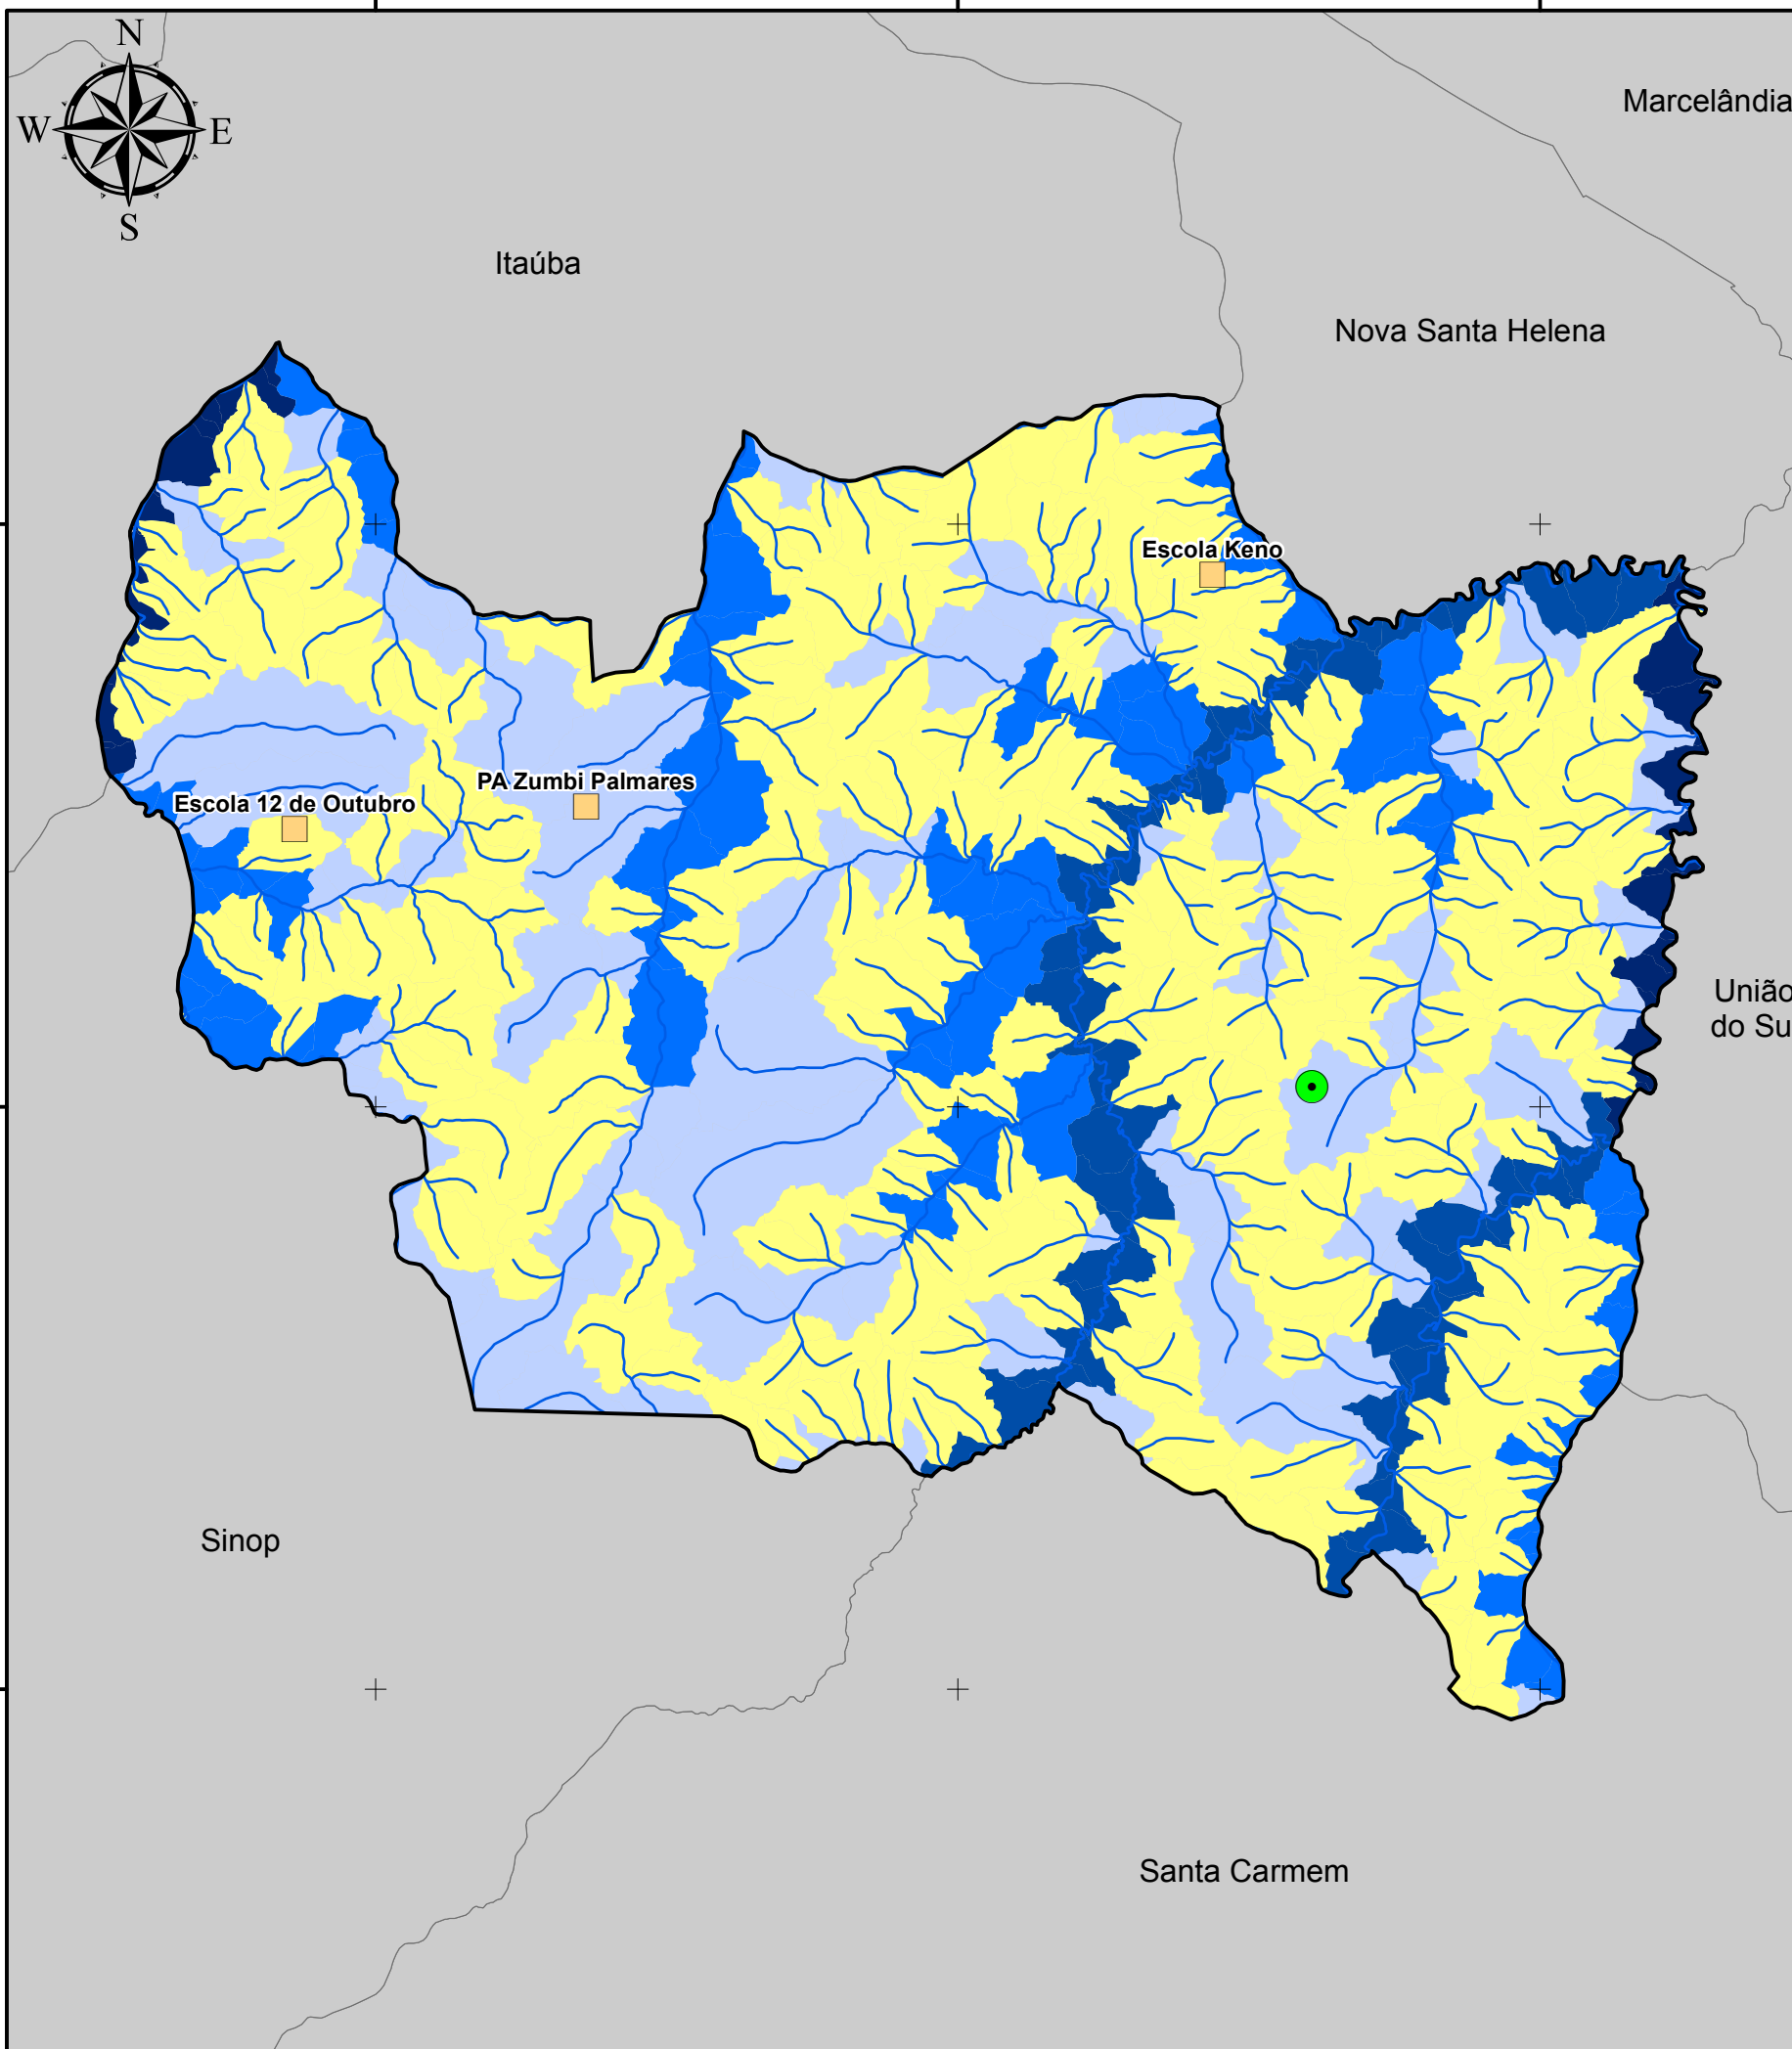 N
Marcelândia
W
E
S
Itaúba
Nova Santa Helena
Escola Keno
PA Zumbi Palmares
Escola 12 de Outubro
União
do Su
Sinop
Santa Carmem